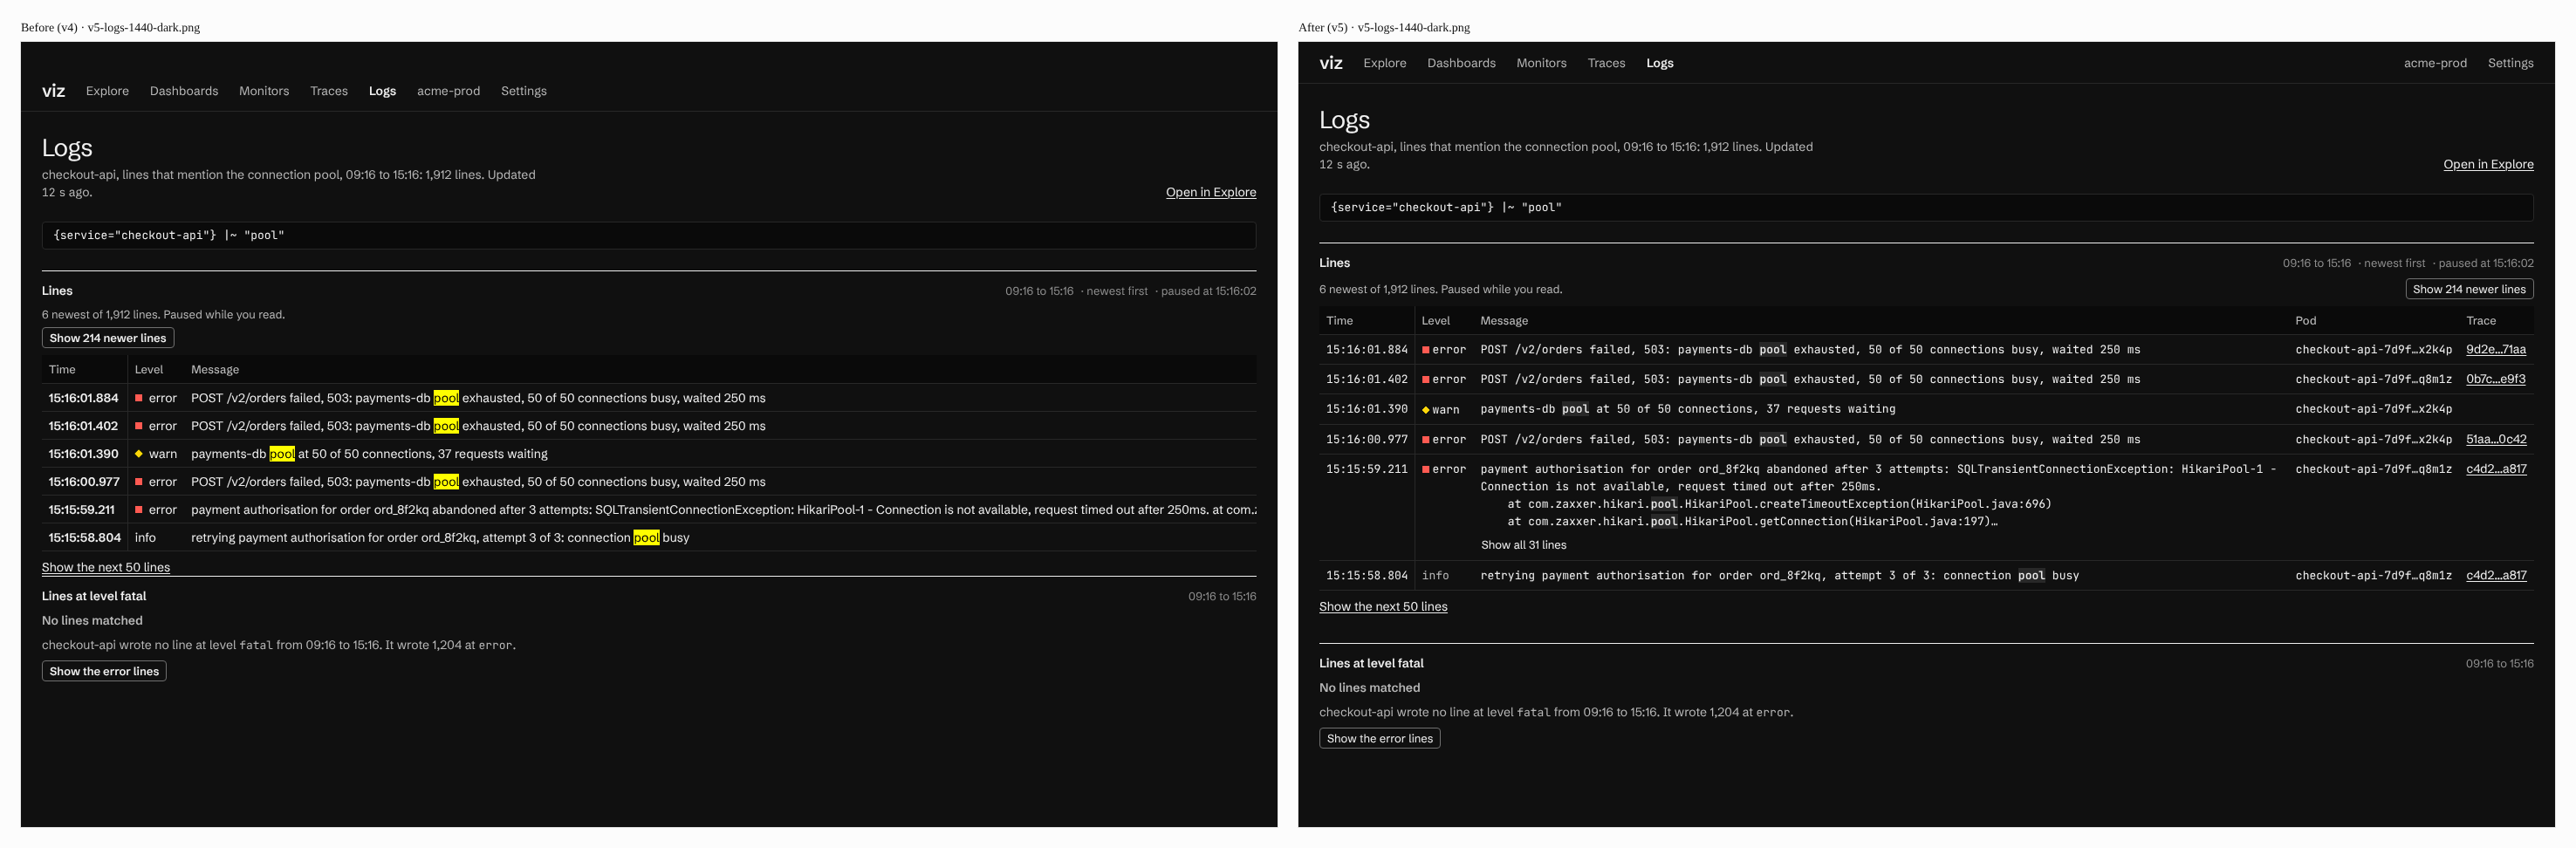 Before (v4) · v5-logs-1440-dark.png
viz Explore Dashboards Monitors Traces Logs acme-prod Settings
Logs
checkout-api, lines that mention the connection pool, 09:16 to 15:16: 1,912 lines. Updated
12 s ago.
Open in Explore
{service="checkout-api"} |~ "pool"
Lines 09:16 to 15:16 · newest first · paused at 15:16:02
6 newest of 1,912 lines. Paused while you read.
Show 214 newer lines
Time Level Message
15:16:01.884 error POST /v2/orders failed, 503: payments-db pool exhausted, 50 of 50 connections busy, waited 250 ms
15:16:01.402 error POST /v2/orders failed, 503: payments-db pool exhausted, 50 of 50 connections busy, waited 250 ms
15:16:01.390 warn payments-db pool at 50 of 50 connections, 37 requests waiting
15:16:00.977 error POST /v2/orders failed, 503: payments-db pool exhausted, 50 of 50 connections busy, waited 250 ms
15:15:59.211 error payment authorisation for order ord_8f2kq abandoned after 3 attempts: SQLTransientConnectionException: HikariPool-1 - Connection is not available, request timed out after 250ms. at com.
15:15:58.804 info retrying payment authorisation for order ord_8f2kq, attempt 3 of 3: connection pool busy
Show the next 50 lines
Lines at level fatal 09:16 to 15:16
No lines matched
checkout-api wrote no line at level fatal from 09:16 to 15:16. It wrote 1,204 at error.
Show the error lines
After (v5) · v5-logs-1440-dark.png
viz Explore Dashboards Monitors Traces Logs acme-prod Settings
Logs
checkout-api, lines that mention the connection pool, 09:16 to 15:16: 1,912 lines. Updated
12 s ago.
Open in Explore
{service="checkout-api"} |~ "pool"
Lines 09:16 to 15:16 · newest first · paused at 15:16:02
6 newest of 1,912 lines. Paused while you read. Show 214 newer lines
Time Level Message Pod Trace
15:16:01.884 error POST /v2/orders failed, 503: payments-db pool exhausted, 50 of 50 connections busy, waited 250 ms checkout-api-7d9f…x2k4p 9d2e…71aa
15:16:01.402 error POST /v2/orders failed, 503: payments-db pool exhausted, 50 of 50 connections busy, waited 250 ms checkout-api-7d9f…q8m1z 0b7c…e9f3
15:16:01.390 warn payments-db pool at 50 of 50 connections, 37 requests waiting checkout-api-7d9f…x2k4p
15:16:00.977 error POST /v2/orders failed, 503: payments-db pool exhausted, 50 of 50 connections busy, waited 250 ms checkout-api-7d9f…x2k4p 51aa…0c42
15:15:59.211 error payment authorisation for order ord_8f2kq abandoned after 3 attempts: SQLTransientConnectionException: HikariPool-1 - checkout-api-7d9f…q8m1z c4d2…a817
Connection is not available, request timed out after 250ms.
at com.zaxxer.hikari.pool.HikariPool.createTimeoutException(HikariPool.java:696)
at com.zaxxer.hikari.pool.HikariPool.getConnection(HikariPool.java:197)…
Show all 31 lines
15:15:58.804 info retrying payment authorisation for order ord_8f2kq, attempt 3 of 3: connection pool busy checkout-api-7d9f…q8m1z c4d2…a817
Show the next 50 lines
Lines at level fatal 09:16 to 15:16
No lines matched
checkout-api wrote no line at level fatal from 09:16 to 15:16. It wrote 1,204 at error.
Show the error lines